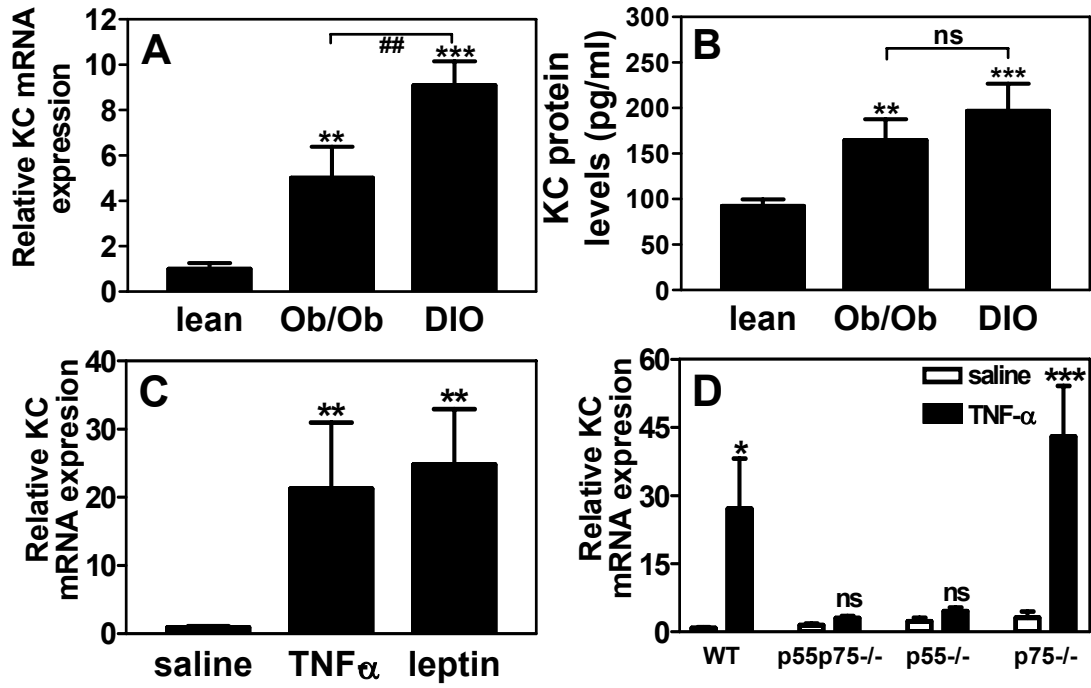 A
Relative KC mRNA
expression
12
10
8
6
4
2
0
**
##
***
lean Ob/Ob DIO
B
KC protein
levels (pg/ml)
300
250
200
150
100
50
0
**
ns
***
lean Ob/Ob DIO
C
Relative KC
mRNA expression
40
30
20
10
0
**
**
saline TNFα leptin
D
Relative KC
mRNA expression
60
45
30
15
0
saline
TNF-α
*
ns
ns
***
WT p55p75-/- p55-/- p75-/-